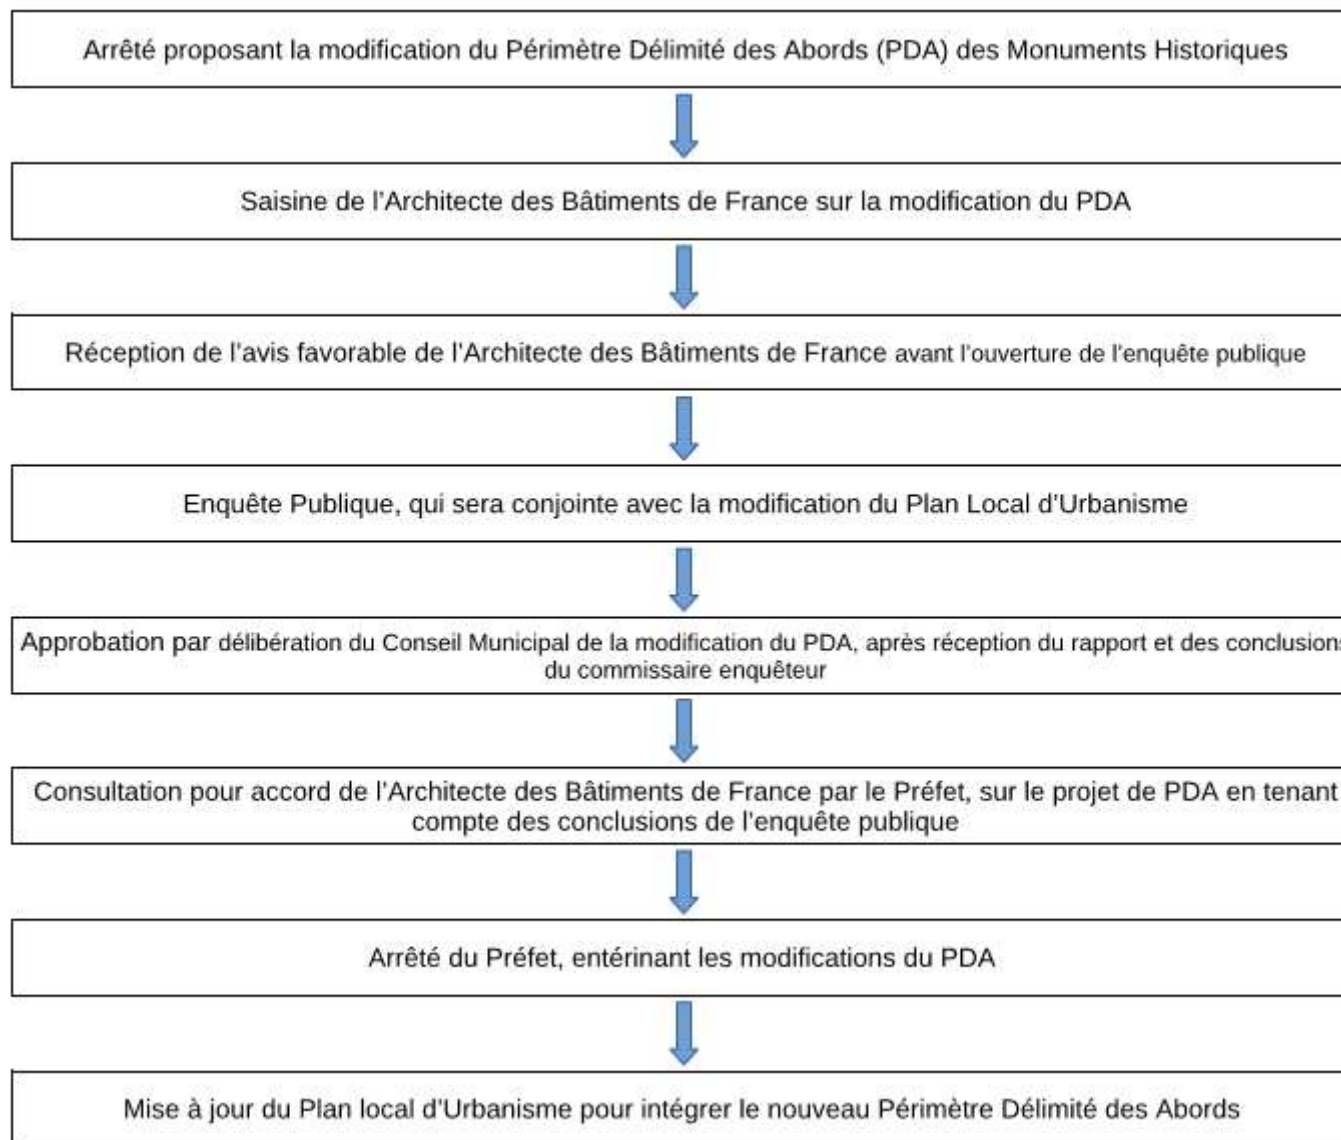 Arrêté proposant la modification du Périmètre Délimité des Abords (PDA) des Monuments Historiques
Saisine de l'Architecte des Bâtiments de France sur la modification du PDA
Réception de l'avis favorable de l'Architecte des Bâtiments de France avant l'ouverture de l'enquête publique
Enquête Publique, qui sera conjointe avec la modification du Plan Local d'Urbanisme
Approbation par délibération du Conseil Municipal de la modification du PDA, après réception du rapport et des conclusions
du commissaire enquêteur
Consultation pour accord de l'Architecte des Bâtiments de France par le Préfet, sur le projet de PDA en tenant
compte des conclusions de l'enquête publique
Arrêté du Préfet, entérinant les modifications du PDA
Mise à jour du Plan local d'Urbanisme pour intégrer le nouveau Périmètre Délimité des Abords